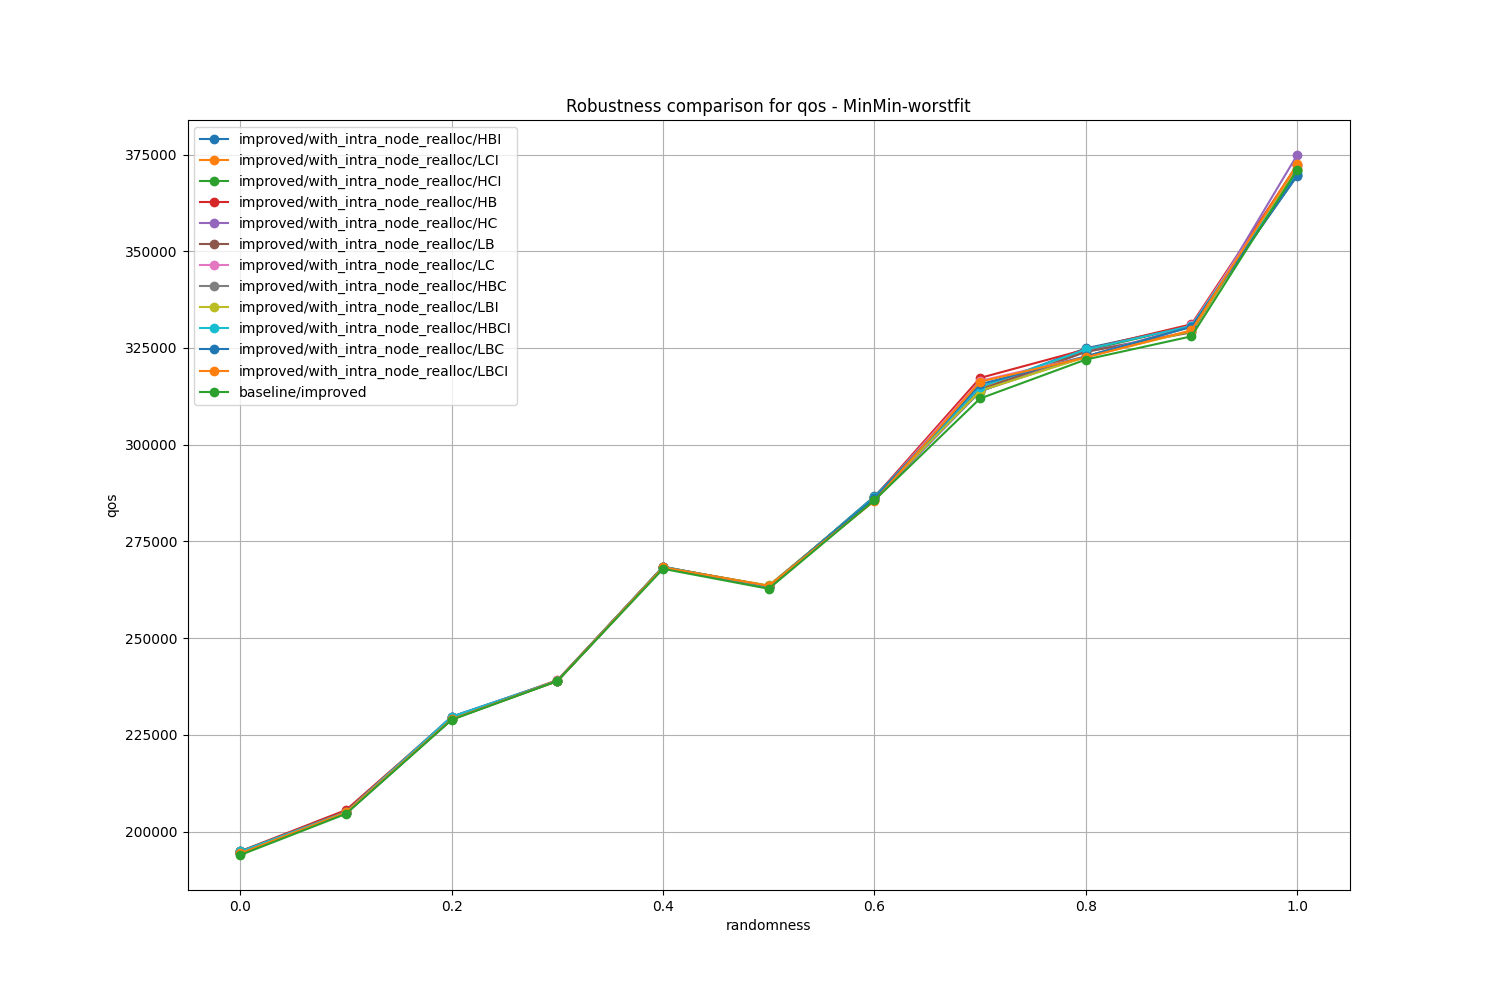 Robustness comparison for qos - MinMin-worstfit
improved/with_intra_node_realloc/HBI
improved/with_intra_node_realloc/LCI
improved/with_intra_node_realloc/HCI
improved/with_intra_node_realloc/HB
improved/with_intra_node_realloc/HC
improved/with_intra_node_realloc/LB
improved/with_intra_node_realloc/LC
improved/with_intra_node_realloc/HBC
improved/with_intra_node_realloc/LBI
improved/with_intra_node_realloc/HBCI
improved/with_intra_node_realloc/LBC
improved/with_intra_node_realloc/LBCI
baseline/improved
375000
350000
325000
300000
275000
250000
225000
200000
qos
0.0 0.2 0.4 0.6 0.8 1.0
randomness